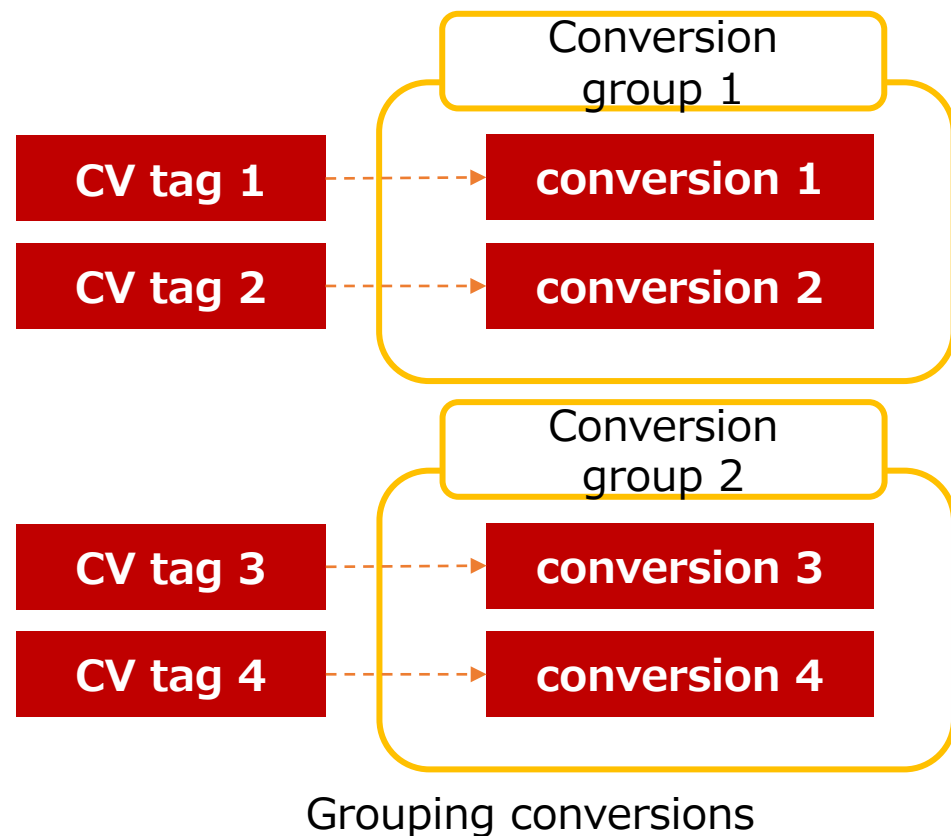 Conversion
group 1
CV tag 1
conversion 1
CV tag 2
conversion 2
Conversion
group 2
CV tag 3
conversion 3
CV tag 4
conversion 4
Grouping conversions